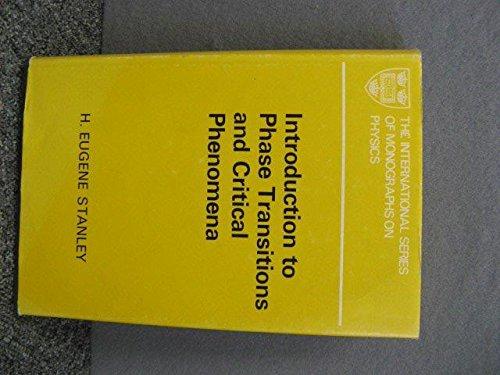 THE INTERNATIONAL SERIES
OF MONOGRAPHS ON
PHYSICS
Introduction to
Phase Transitions
and Critical
Phenomena
H. EUGENE STANLEY